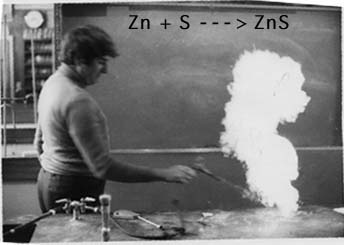 Zn + S ---> ZnS